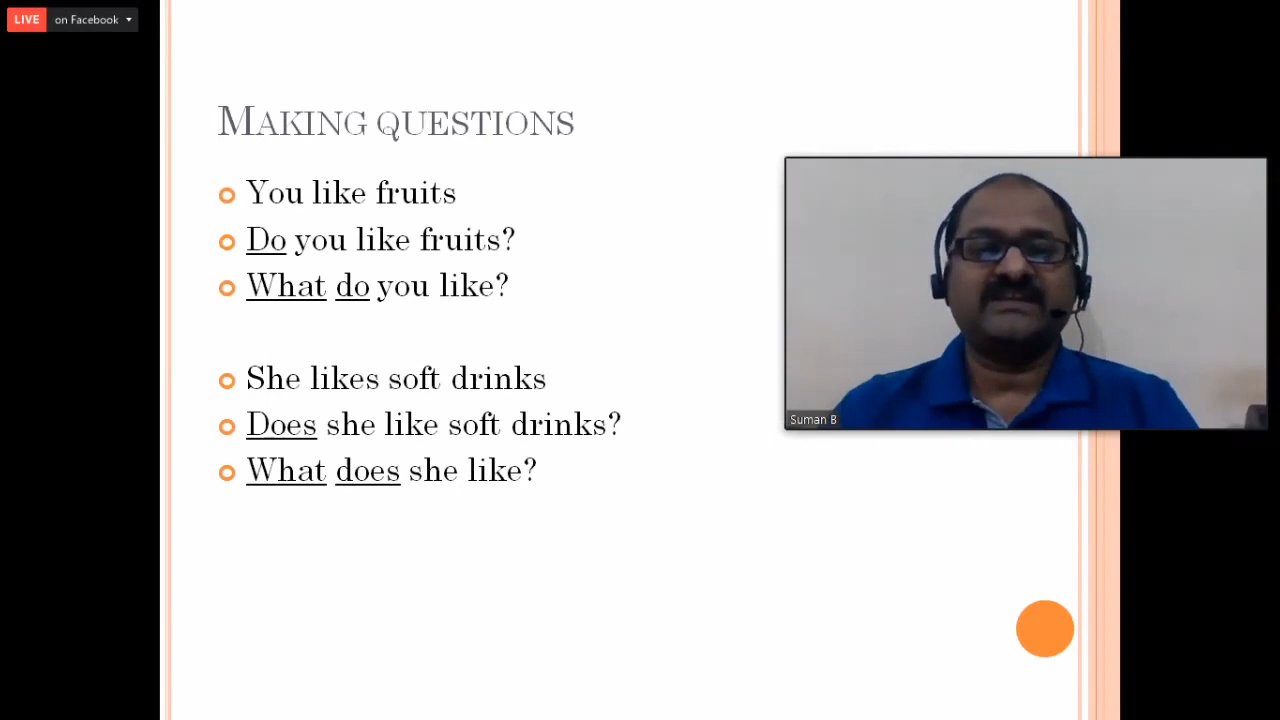 LIVE on Facebook
MAKING QUESTIONS
You like fruits
Do you like fruits?
What do you like?
She likes soft drinks
Does she like soft drinks?
What does she like?
Suman B